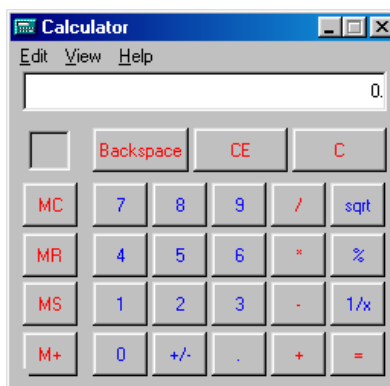 Calculator
Edit View Help
0.
Backspace CE C
MC 7 8 9 / sqrt
MR 4 5 6 * %
MS 1 2 3 - 1/x
M+ 0 +/- . + =